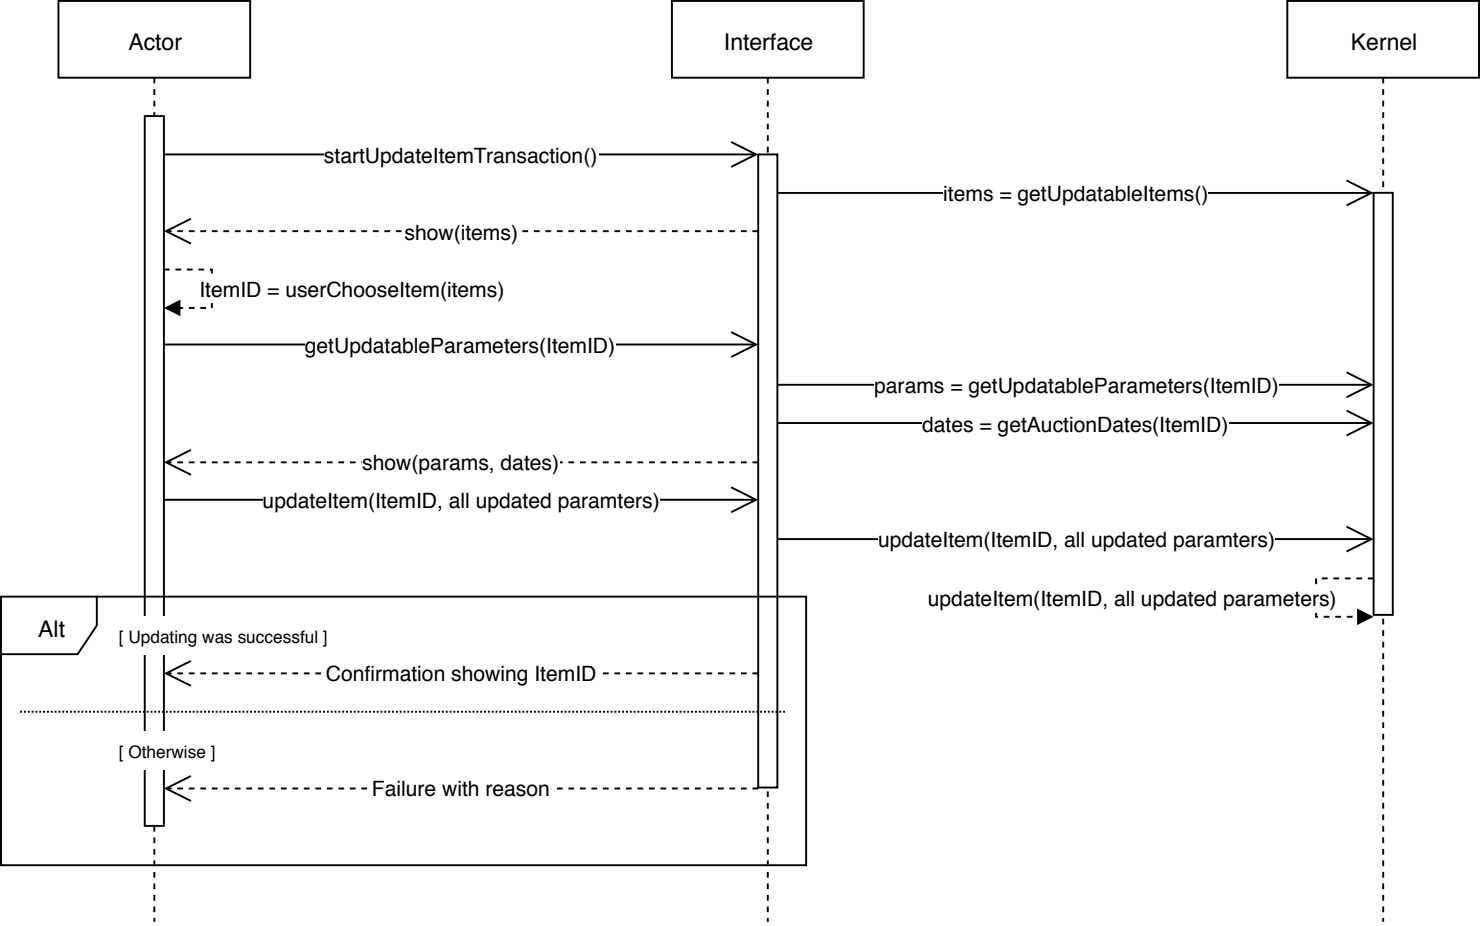 Actor
Interface
Kernel
startUpdateItemTransaction()
items = getUpdatableItems()
show(items)
ItemID = userChooseItem(items)
getUpdatableParameters(ItemID)
params = getUpdatableParameters(ItemID)
dates = getAuctionDates(ItemID)
show(params, dates)
updateItem(ItemID, all updated paramters)
updateItem(ItemID, all updated paramters)
updateItem(ItemID, all updated parameters)
Alt
[ Updating was successful ]
Confirmation showing ItemID
[ Otherwise ]
Failure with reason